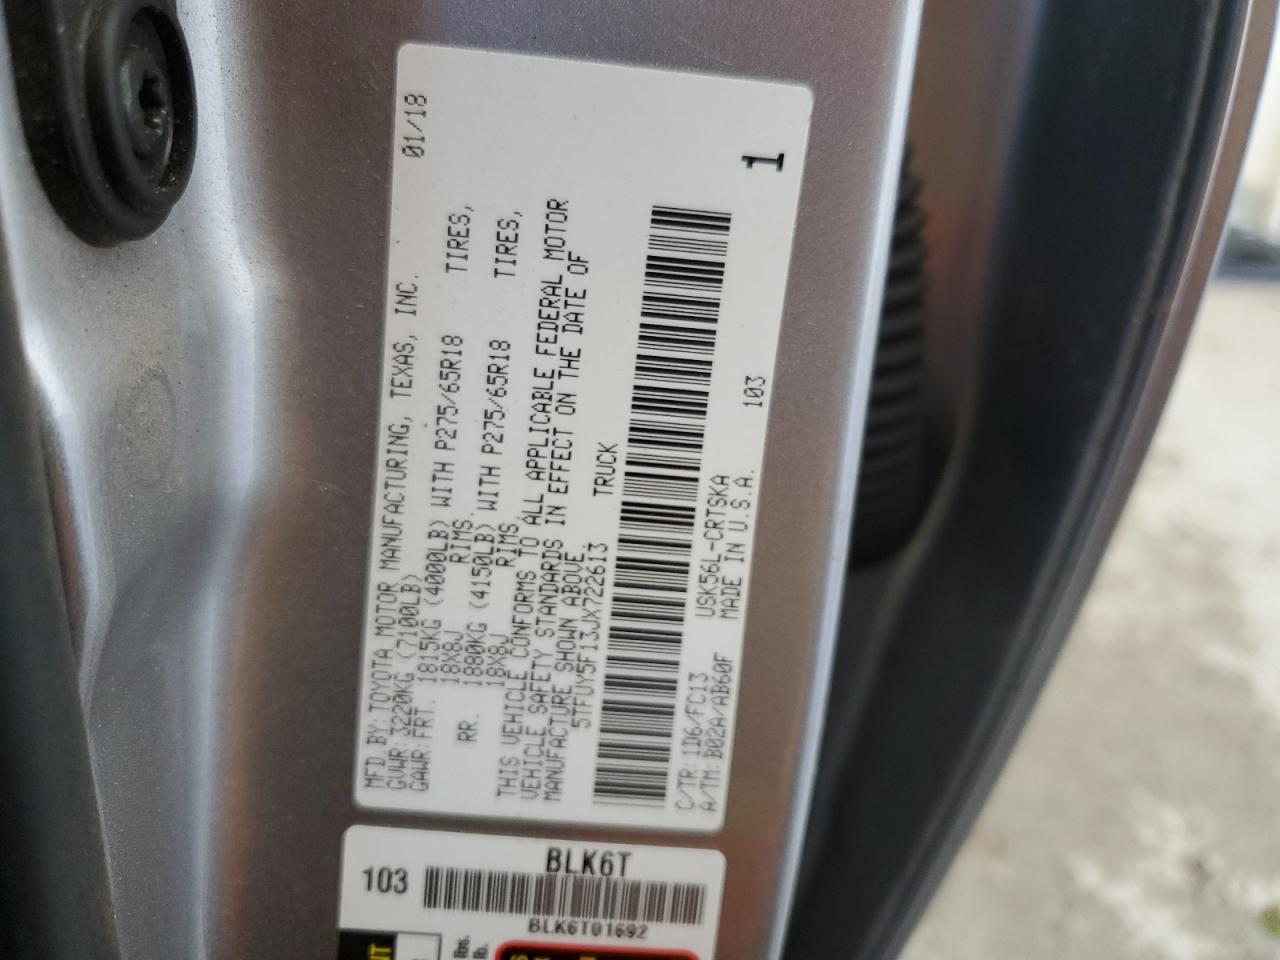 MFD BY: TOYOTA MOTOR MANUFACTURING, TEXAS, INC. 01/18
GVWR: 3220KG (7100LB)
GAWR: FRT. 1815KG (4000LB) WITH P275/65R18 TIRES,
18X8J RIMS,
RR. 1880KG (4150LB) WITH P275/65R18 TIRES,
18X8J RIMS
THIS VEHICLE CONFORMS TO ALL APPLICABLE FEDERAL MOTOR
VEHICLE SAFETY STANDARDS IN EFFECT ON THE DATE OF
MANUFACTURE SHOWN ABOVE.
5TFUY5F13JX722613 TRUCK
C/TR: 1D6/FC13 USK56L-CRTSKA 103 1
A/TM: B02A/AB60F MADE IN U.S.A.
BLK6T
103
BLK6T01692
lbs.
lb.
NT